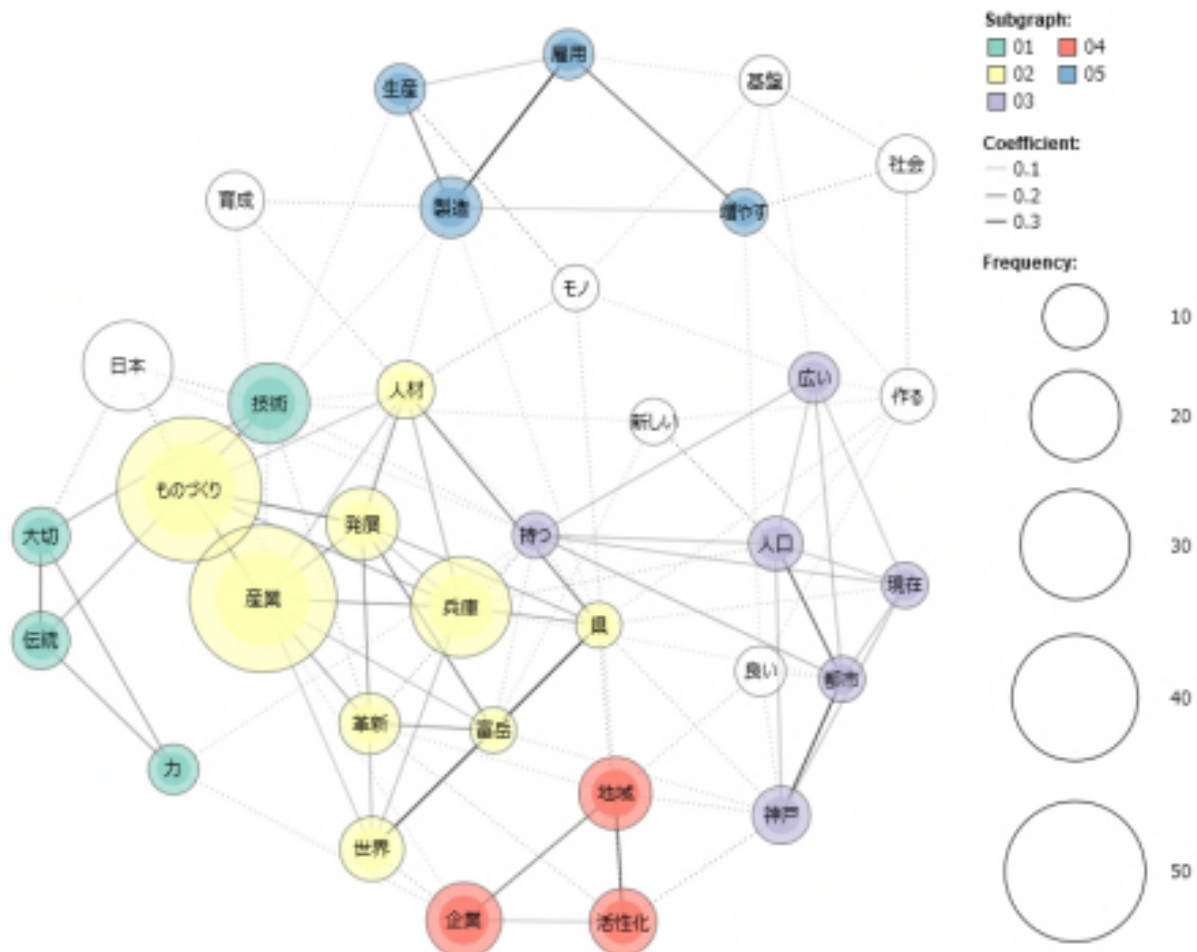 Subgraph:
01 04
02 05
03
Coefficient:
0.1
0.2
0.3
Frequency:
10
20
30
40
50
雇用
生産
基盤
社会
育成
製造
増やす
モノ
日本
技術
人材
広い
作る
新しい
ものづくり
発展
大切
持つ
人口
現在
産業
兵庫
県
伝統
良い
都市
革新
富岳
力
地域
神戸
世界
企業
活性化